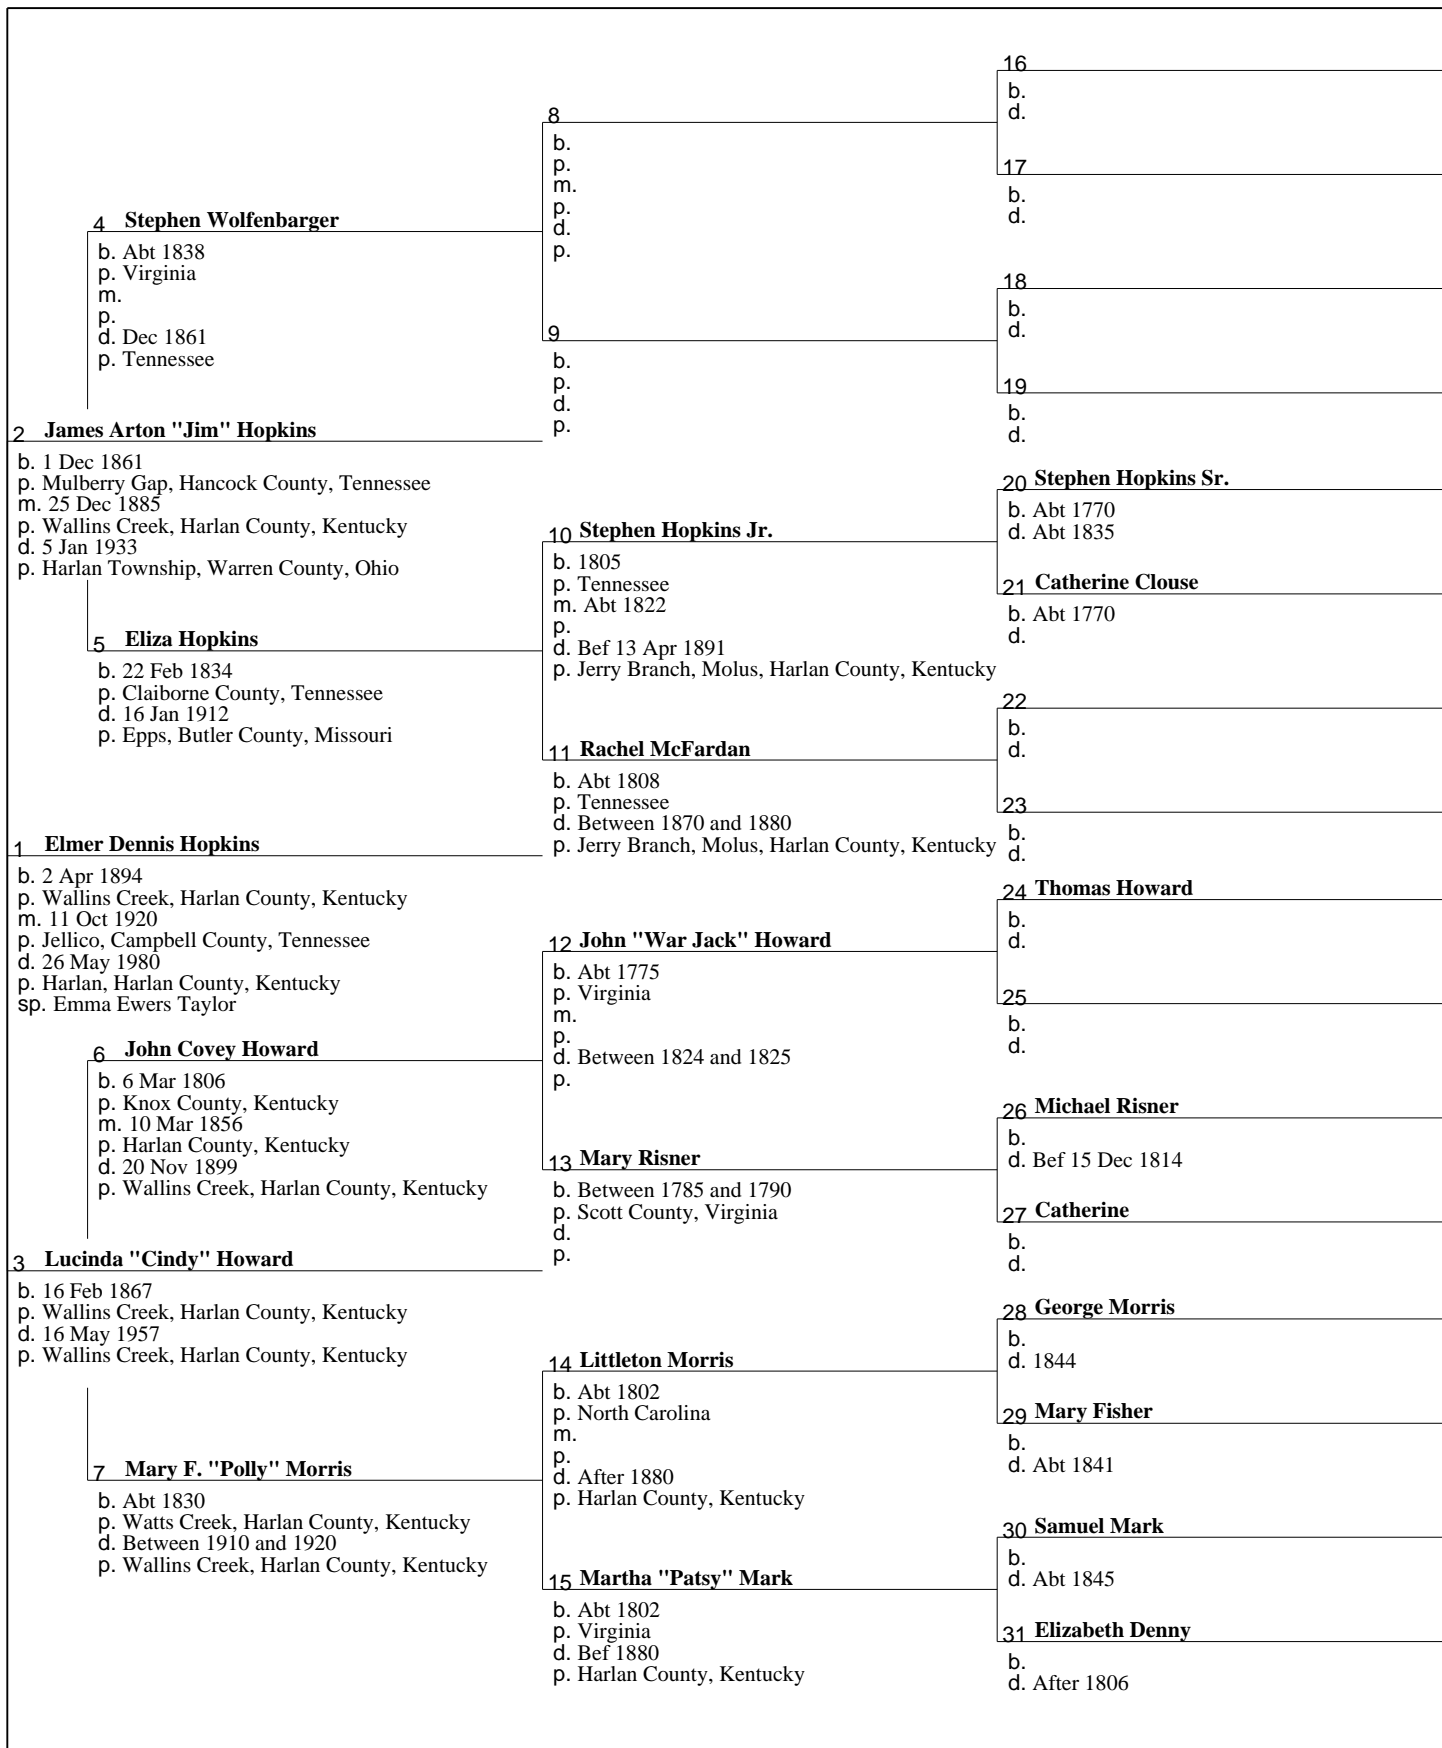 4 Stephen Wolfenbarger
b. Abt 1838
p. Virginia
m.
p.
d. Dec 1861
p. Tennessee
2 James Arton "Jim" Hopkins
b. 1 Dec 1861
p. Mulberry Gap, Hancock County, Tennessee
m. 25 Dec 1885
p. Wallins Creek, Harlan County, Kentucky
d. 5 Jan 1933
p. Harlan Township, Warren County, Ohio
5 Eliza Hopkins
b. 22 Feb 1834
p. Claiborne County, Tennessee
d. 16 Jan 1912
p. Epps, Butler County, Missouri
1 Elmer Dennis Hopkins
b. 2 Apr 1894
p. Wallins Creek, Harlan County, Kentucky
m. 11 Oct 1920
p. Jellico, Campbell County, Tennessee
d. 26 May 1980
p. Harlan, Harlan County, Kentucky
sp. Emma Ewers Taylor
6 John Covey Howard
b. 6 Mar 1806
p. Knox County, Kentucky
m. 10 Mar 1856
p. Harlan County, Kentucky
d. 20 Nov 1899
p. Wallins Creek, Harlan County, Kentucky
3 Lucinda "Cindy" Howard
b. 16 Feb 1867
p. Wallins Creek, Harlan County, Kentucky
d. 16 May 1957
p. Wallins Creek, Harlan County, Kentucky
7 Mary F. "Polly" Morris
b. Abt 1830
p. Watts Creek, Harlan County, Kentucky
d. Between 1910 and 1920
p. Wallins Creek, Harlan County, Kentucky
8
b.
p.
m.
p.
d.
p.
9
b.
p.
d.
p.
10 Stephen Hopkins Jr.
b. 1805
p. Tennessee
m. Abt 1822
p.
d. Bef 13 Apr 1891
p. Jerry Branch, Molus, Harlan County, Kentucky
11 Rachel McFardan
b. Abt 1808
p. Tennessee
d. Between 1870 and 1880
p. Jerry Branch, Molus, Harlan County, Kentucky
12 John "War Jack" Howard
b. Abt 1775
p. Virginia
m.
p.
d. Between 1824 and 1825
p.
13 Mary Risner
b. Between 1785 and 1790
p. Scott County, Virginia
d.
p.
14 Littleton Morris
b. Abt 1802
p. North Carolina
m.
p.
d. After 1880
p. Harlan County, Kentucky
15 Martha "Patsy" Mark
b. Abt 1802
p. Virginia
d. Bef 1880
p. Harlan County, Kentucky
16
b.
d.
17
b.
d.
18
b.
d.
19
b.
d.
20 Stephen Hopkins Sr.
b. Abt 1770
d. Abt 1835
21 Catherine Clouse
b. Abt 1770
d.
22
b.
d.
23
b.
d.
24 Thomas Howard
b.
d.
25
b.
d.
26 Michael Risner
b.
d. Bef 15 Dec 1814
27 Catherine
b.
d.
28 George Morris
b.
d. 1844
29 Mary Fisher
b.
d. Abt 1841
30 Samuel Mark
b.
d. Abt 1845
31 Elizabeth Denny
b.
d. After 1806